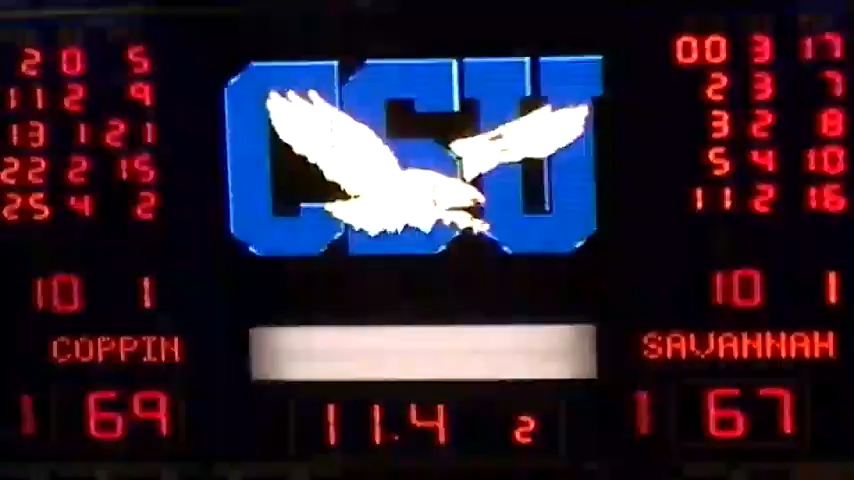 2 0 5
11 2 9
13 1 21
22 2 15
25 4 2
10 1
COPPIN
1 69
CSU
11.4 2
00 3 17
2 3 7
3 2 8
5 4 10
11 2 16
10 1
SAVANNAH
1 67